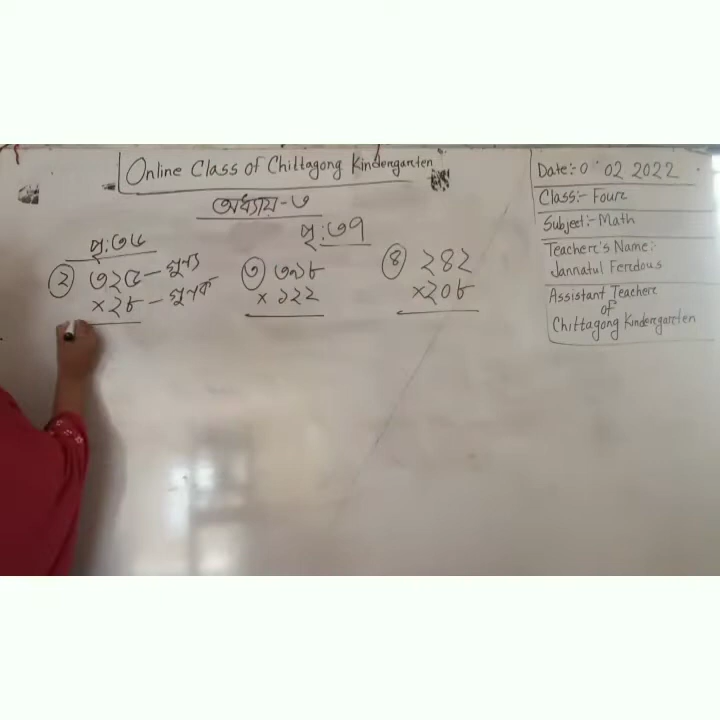 Online Class of Chittagong Kindergarten
অধ্যায়-৩
পৃ:৩৭
২ ৩২৫ — গুণ্য
×২৮ — গুণক
৩ ৩১৮
× ১২২
৪ ২৪২
×২০৮
Date:- 02 2022
Class:- Four
Subject:- Math
Teacher's Name:-
Jannatul Ferdous
Assistant Teacher
of
Chittagong Kindergarten